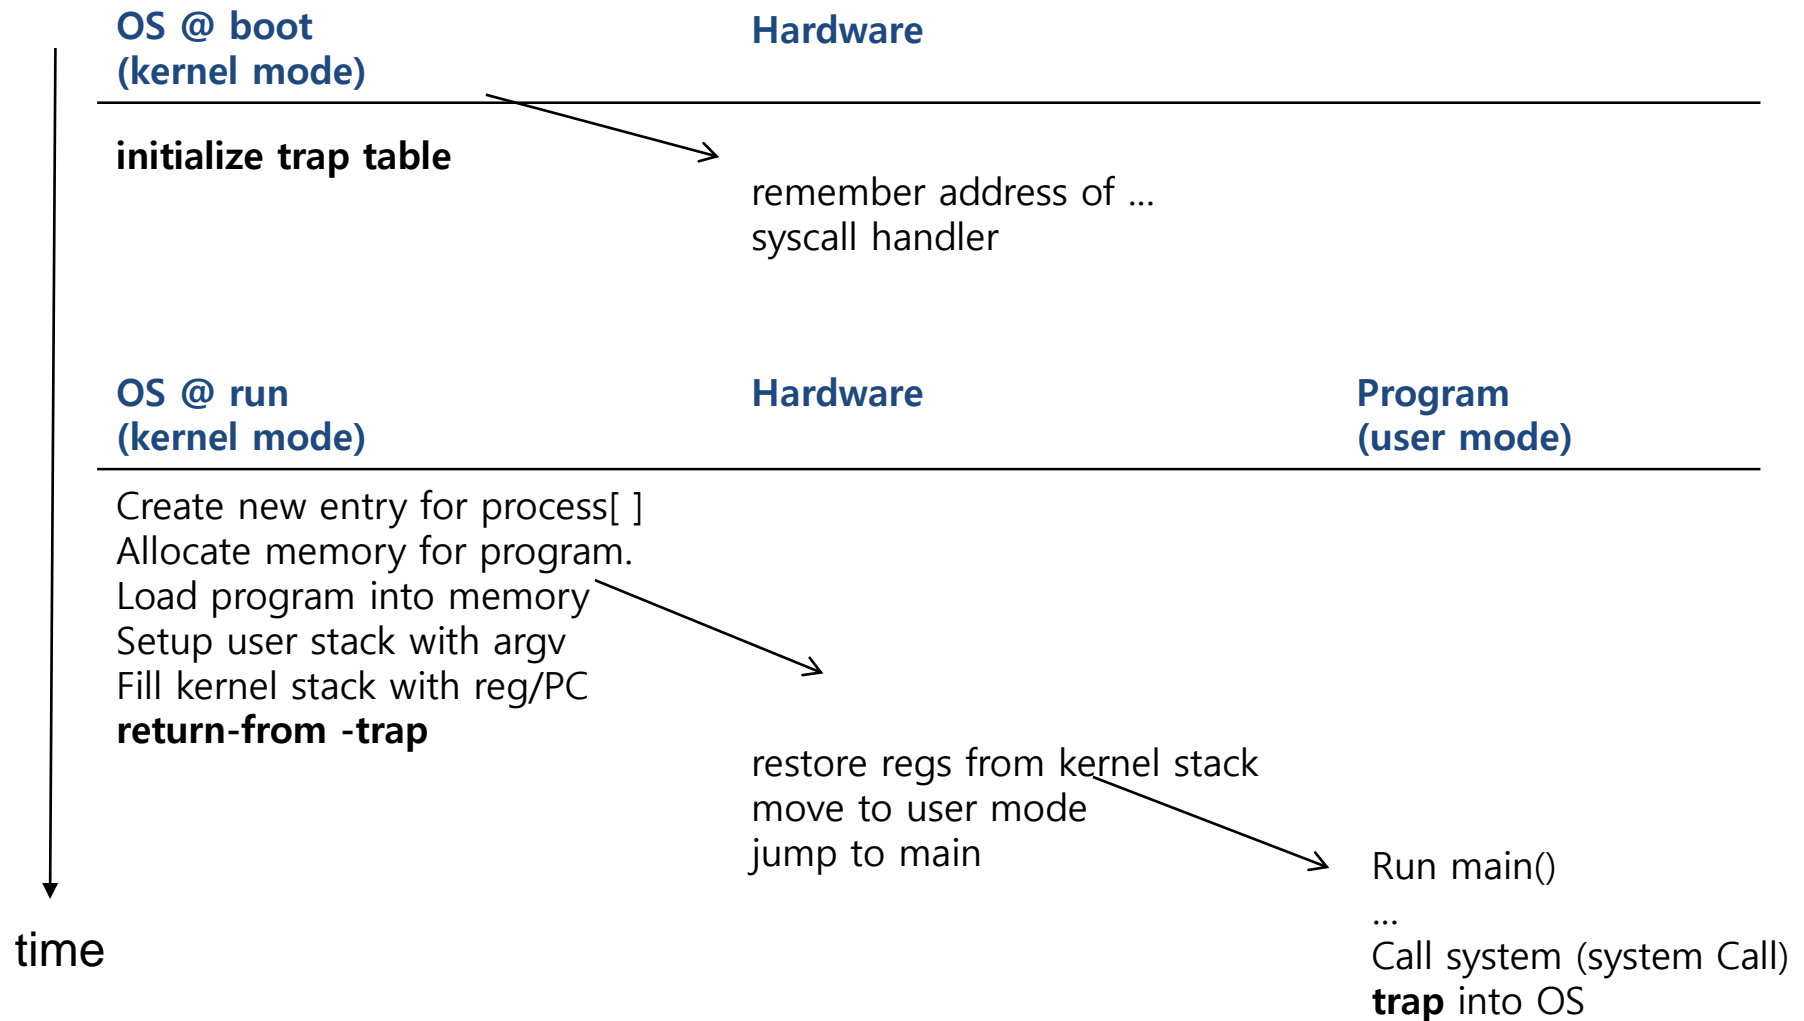 OS @ boot
(kernel mode)
Hardware
initialize trap table
remember address of …
syscall handler
OS @ run
(kernel mode)
Hardware
Program
(user mode)
Create new entry for process[ ]
Allocate memory for program.
Load program into memory
Setup user stack with argv
Fill kernel stack with reg/PC
return-from -trap
restore regs from kernel stack
move to user mode
jump to main
Run main()
…
Call system (system Call)
trap into OS
time